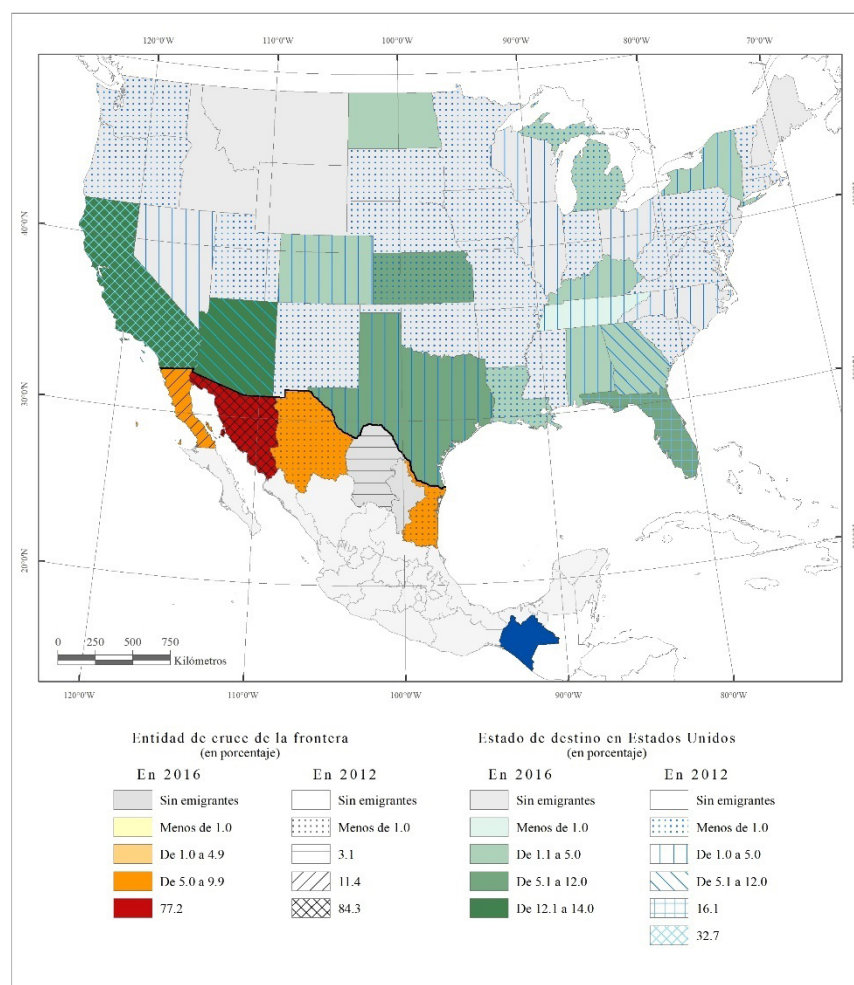 120°0'W 110°0'W 100°0'W 90°0'W 80°0'W 70°0'W
40°0'N
30°0'N
20°0'N
0 250 500 750
Kilómetros
120°0'W 110°0'W 100°0'W 90°0'W 80°0'W
Entidad de cruce de la frontera
(en porcentaje)
En 2016
Sin emigrantes
Menos de 1.0
De 1.0 a 4.9
De 5.0 a 9.9
77.2
En 2012
Sin emigrantes
Menos de 1.0
3.1
11.4
84.3
Estado de destino en Estados Unidos
(en porcentaje)
En 2016
Sin emigrantes
Menos de 1.0
De 1.1 a 5.0
De 5.1 a 12.0
De 12.1 a 14.0
En 2012
Sin emigrantes
Menos de 1.0
De 1.0 a 5.0
De 5.1 a 12.0
16.1
32.7